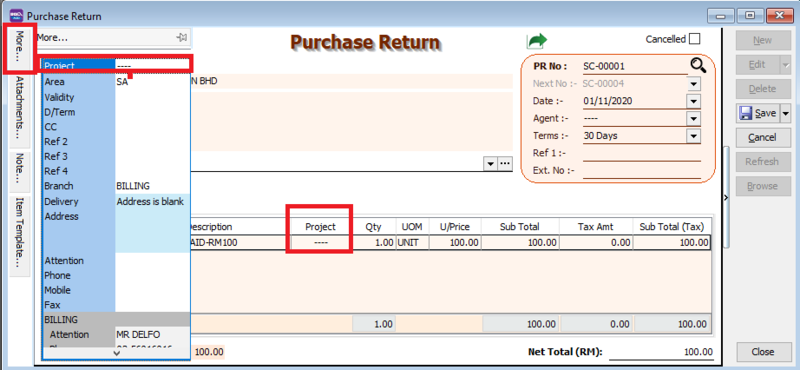 Purchase Return
More...
Attachments...
Note...
Item Template...
More...
Project ----
Area SA
Validity
D/Term
CC
Ref 2
Ref 3
Ref 4
Branch BILLING
Delivery Address is blank
Address
Attention
Phone
Mobile
Fax
BILLING
Attention MR DELFO
Purchase Return
Cancelled
N BHD
PR No : SC-00001
Next No :- SC-00004
Date :- 01/11/2020
Agent :- ----
Terms :- 30 Days
Ref 1 :-
Ext. No :-
escription Project Qty UOM U/Price Sub Total Tax Amt Sub Total (Tax)
AID-RM100 ---- 1.00 UNIT 100.00 100.00 0.00 100.00
1.00 100.00 0.00 100.00
100.00 Net Total (RM): 100.00
New
Edit
Delete
Save
Cancel
Refresh
Browse
Close